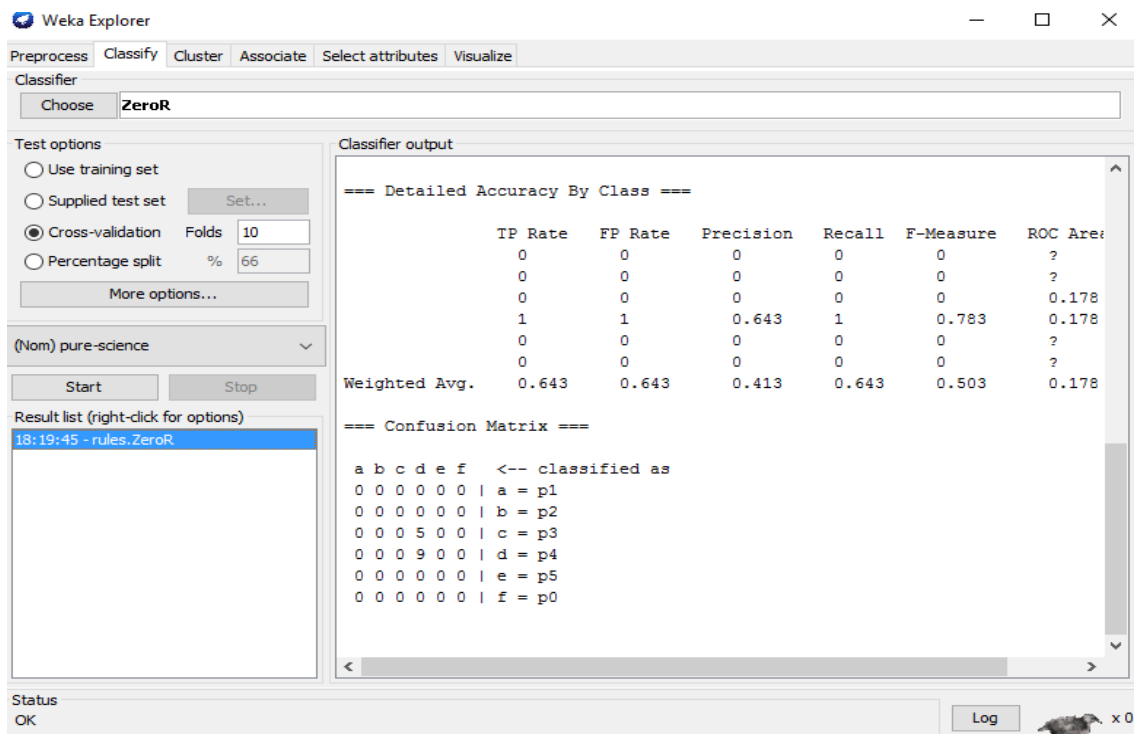 Weka Explorer
Preprocess Classify Cluster Associate Select attributes Visualize
Classifier
Choose ZeroR
Test options
Use training set
Supplied test set Set...
Cross-validation Folds 10
Percentage split % 66
More options...
(Nom) pure-science
Start Stop
Result list (right-click for options)
18:19:45 - rules.ZeroR
Classifier output
=== Detailed Accuracy By Class ===
TP Rate FP Rate Precision Recall F-Measure ROC Area
0 0 0 0 0 ?
0 0 0 0 0 ?
0 0 0 0 0 0.178
1 1 0.643 1 0.783 0.178
0 0 0 0 0 ?
0 0 0 0 0 ?
Weighted Avg. 0.643 0.643 0.413 0.643 0.503 0.178
=== Confusion Matrix ===
a b c d e f <-- classified as
0 0 0 0 0 0 | a = p1
0 0 0 0 0 0 | b = p2
0 0 0 5 0 0 | c = p3
0 0 0 9 0 0 | d = p4
0 0 0 0 0 0 | e = p5
0 0 0 0 0 0 | f = p0
Status
OK
Log x 0